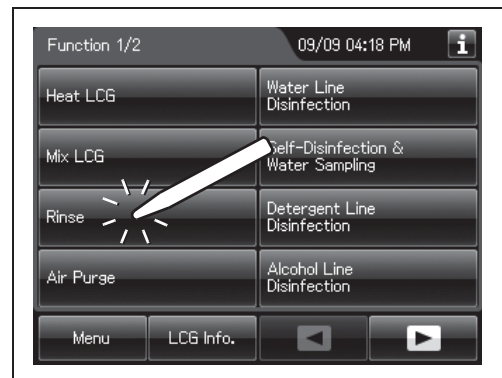 Function 1/2
09/09 04:18 PM
i
Heat LCG
Water Line
Disinfection
Mix LCG
Self-Disinfection &
Water Sampling
Rinse
Detergent Line
Disinfection
Air Purge
Alcohol Line
Disinfection
Menu
LCG Info.